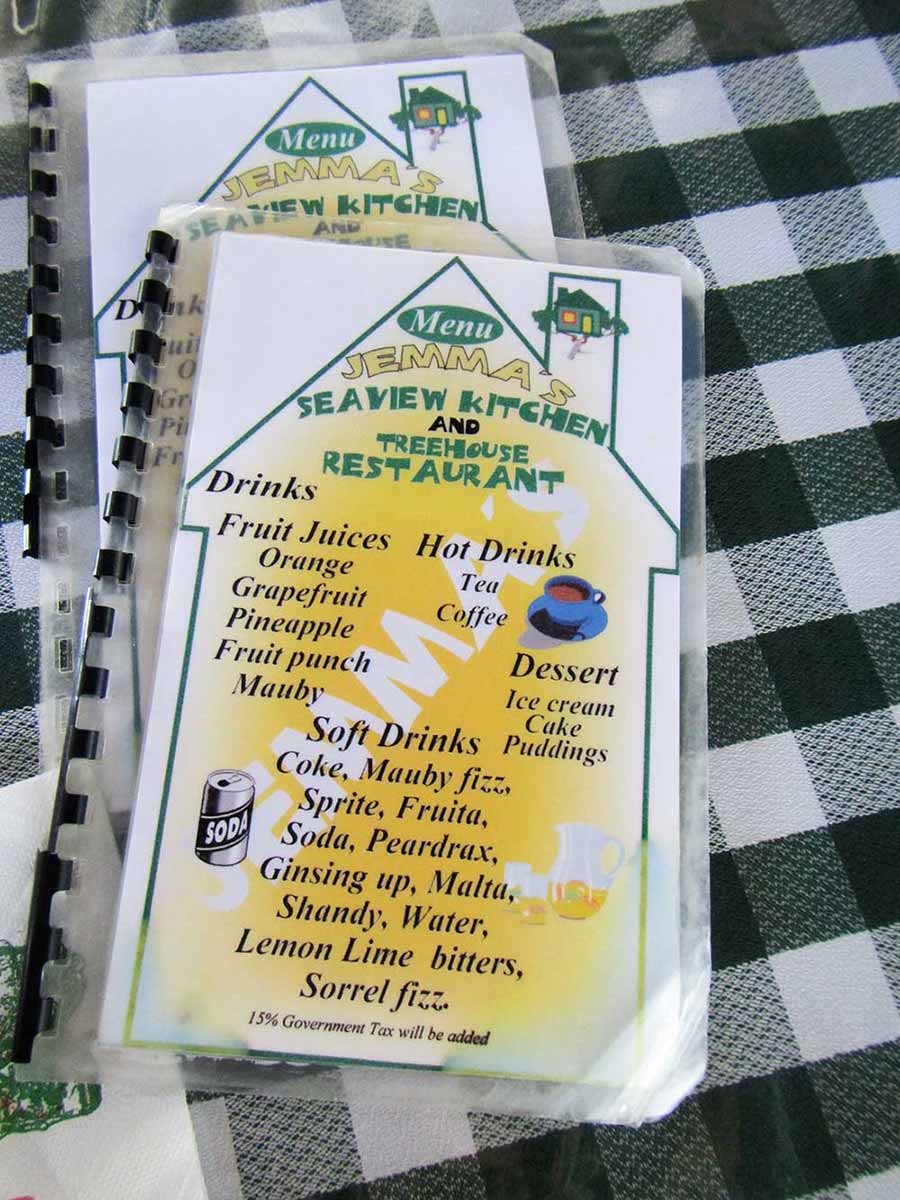 Menu
JEMMA'S
SEAVIEW KITCHEN
AND
Menu
JEMMA'S
SEAVIEW KITCHEN
AND
TREEHOUSE
RESTAURANT
Drinks
Fruit Juices
Orange
Grapefruit
Pineapple
Fruit punch
Mauby
Hot Drinks
Tea
Coffee
Dessert
Ice cream
Cake
Puddings
Soft Drinks
Coke, Mauby fizz,
Sprite, Fruita,
Soda, Peardrax,
Ginsing up, Malta,
Shandy, Water,
Lemon Lime bitters,
Sorrel fizz.
15% Government Tax will be added
SODA
JEMMA'S